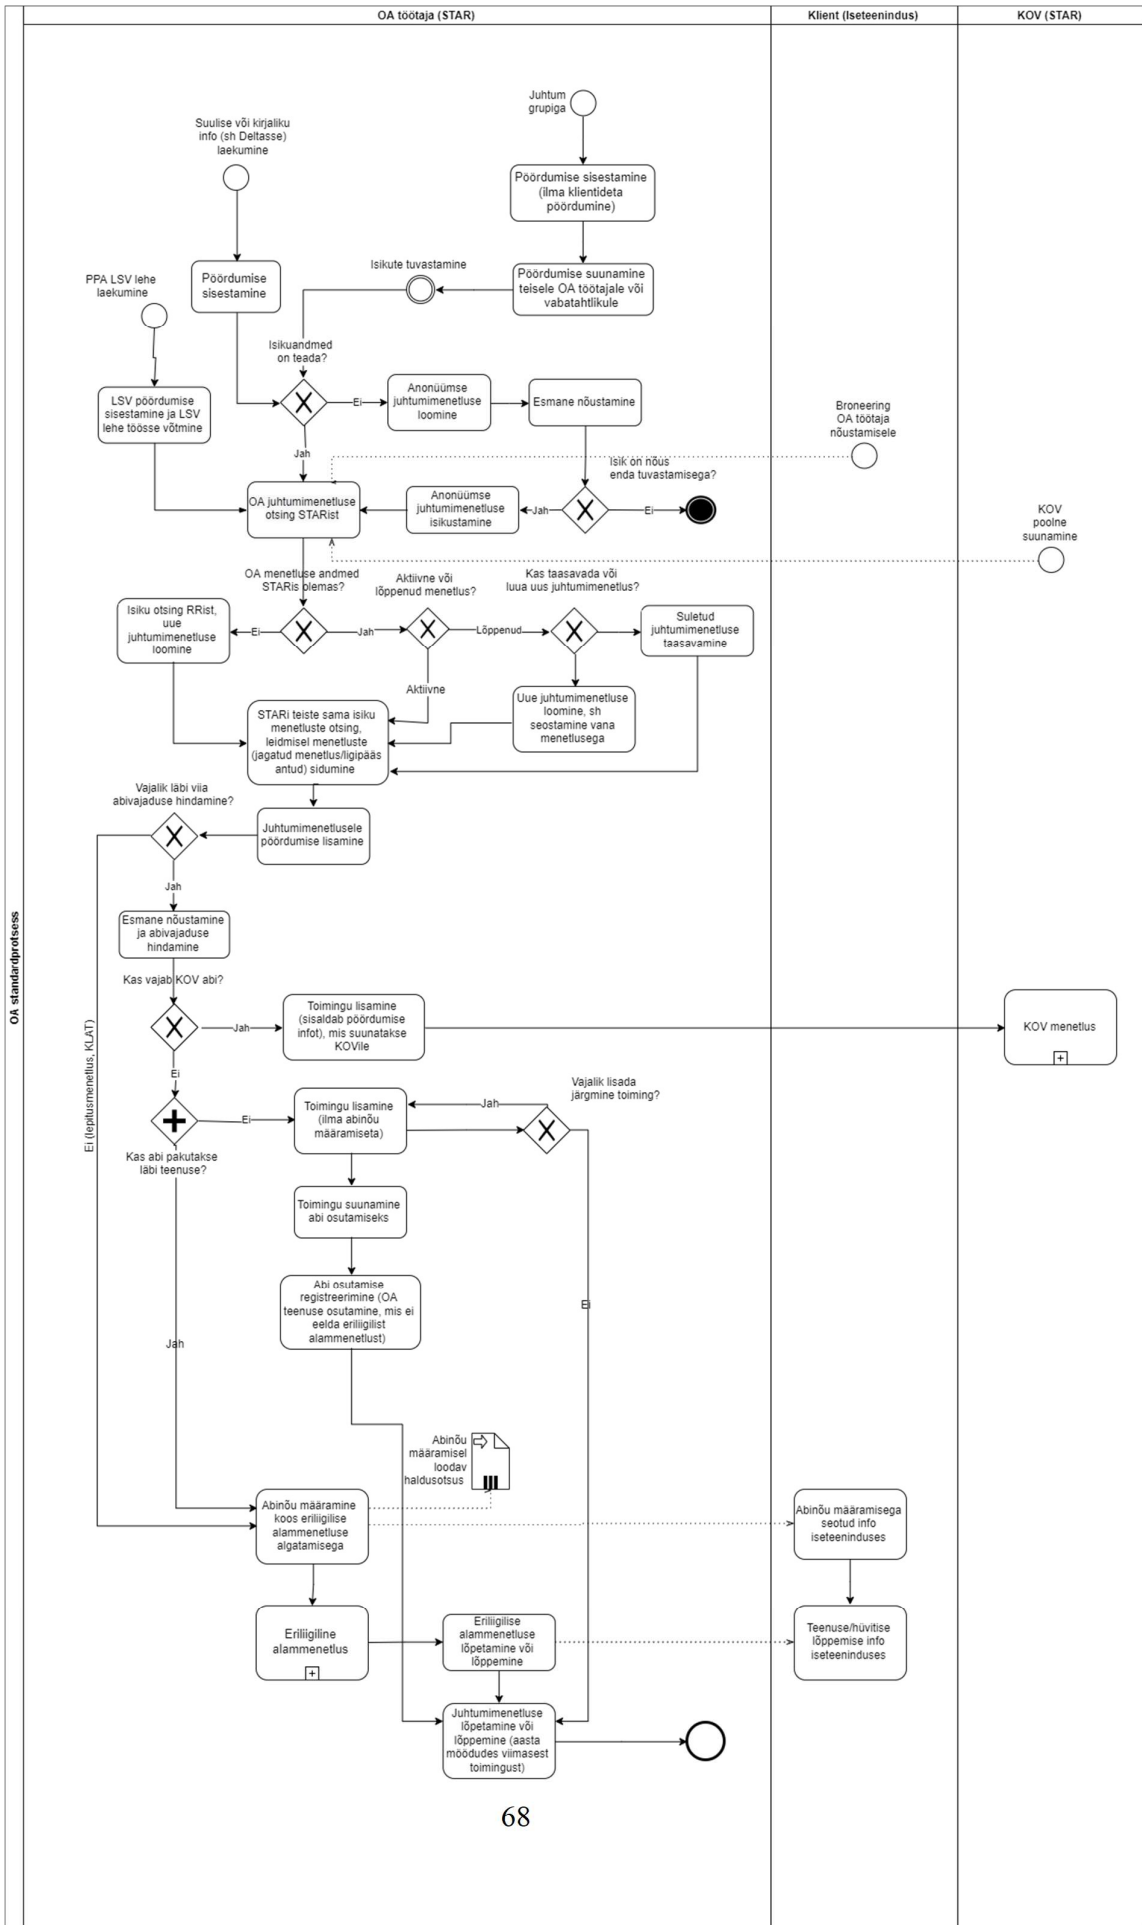 OA töötaja (STAR)
Klient (Iseteenindus)
KOV (STAR)
OA standardprotsess
Juhtum
grupiga
Suulise või kirjaliku
info (sh Deltasse)
laekumine
Pöördumise sisestamine
(ilma klientideta
pöördumine)
Isikute tuvastamine
Pöördumise suunamine
teisele OA töötajale või
vabatahtlikule
Pöördumise
sisestamine
PPA LSV lehe
laekumine
Isikuandmed
on teada?
LSV pöördumise
sisestamine ja LSV
lehe töösse võtmine
Ei
Anonüümse
juhtumimenetluse
loomine
Esmane nõustamine
Broneering
OA töötaja
nõustamisele
Jah
Isik on nõus
enda tuvastamisega?
OA juhtumimenetluse
otsing STARist
Anonüümse
juhtumimenetluse
isikustamine
Jah
Ei
KOV
poolne
suunamine
OA menetluse andmed
STARis olemas?
Aktiivne või
lõppenud menetlus?
Kas taasavada või
luua uus juhtumimenetlus?
Isiku otsing RRist,
uue
juhtumimenetluse
loomine
Ei
Jah
Lõppenud
Suletud
juhtumimenetluse
taasavamine
Aktiivne
Uue juhtumimenetluse
loomine, sh
seostamine vana
menetlusega
STARi teiste sama isiku
menetluste otsing,
leidmisel menetluste
(jagatud menetlus/ligipääs
antud) sidumine
Vajalik läbi viia
abivajaduse hindamine?
Juhtumimenetlusele
pöördumise lisamine
Jah
Esmane nõustamine
ja abivajaduse
hindamine
Kas vajab KOV abi?
Jah
Toimingu lisamine
(sisaldab pöördumise
infot), mis suunatakse
KOVile
KOV menetlus
Ei (lepitusmenetlus, KLAT)
Ei
Vajalik lisada
järgmine toiming?
Ei
Toimingu lisamine
(ilma abinõu
määramiseta)
Jah
Kas abi pakutakse
läbi teenuse?
Toimingu suunamine
abi osutamiseks
Abi osutamise
registreerimine (OA
teenuse osutamine, mis ei
eelda eriliigilist
alammenetlust)
Ei
Jah
Abinõu
määramisel
loodav
haldusotsus
Abinõu määramine
koos eriliigilise
alammenetluse
algatamisega
Abinõu määramisega
seotud info
iseteeninduses
Eriliigiline
alammenetlus
Eriliigilise
alammenetluse
lõpetamine või
lõppemine
Teenuse/hüvitise
lõppemise info
iseteeninduses
Juhtumimenetluse
lõpetamine või
lõppemine (aasta
möödudes viimasest
toimingust)
68